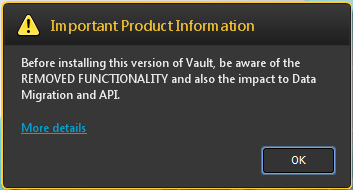 Important Product Information
Before installing this version of Vault, be aware of the
REMOVED FUNCTIONALITY and also the impact to Data
Migration and API.
More details
OK